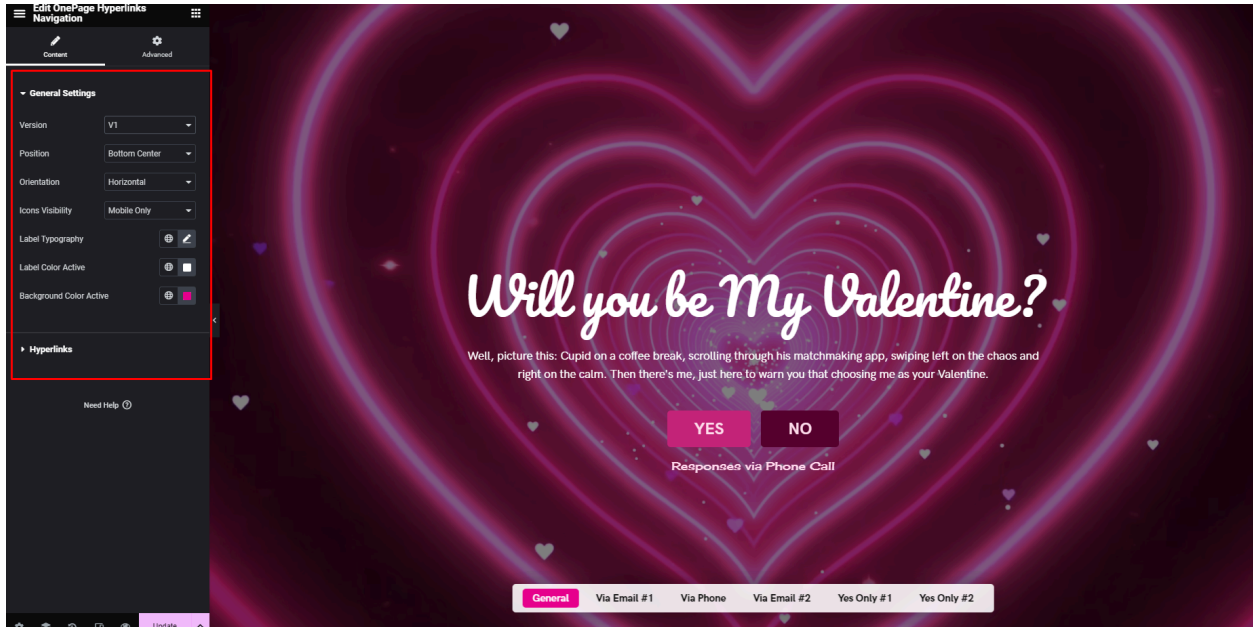 Edit OnePage Hyperlinks
Navigation
Content
Advanced
General Settings
Version
V1
Position
Bottom Center
Orientation
Horizontal
Icons Visibility
Mobile Only
Label Typography
Label Color Active
Background Color Active
Hyperlinks
Need Help
Update
Will you be My Valentine?
Well, picture this: Cupid on a coffee break, scrolling through his matchmaking app, swiping left on the chaos and
right on the calm. Then there's me, just here to warn you that choosing me as your Valentine.
YES
NO
Responses via Phone Call
General
Via Email #1
Via Phone
Via Email #2
Yes Only #1
Yes Only #2